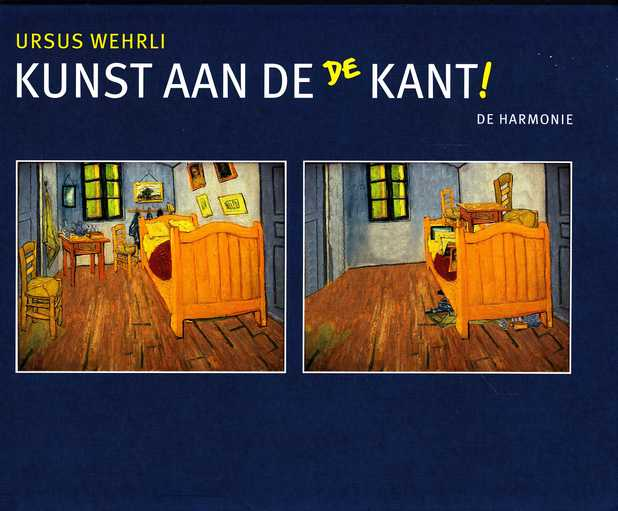 URSUS WEHRLI
KUNST AAN DE DE KANT!
DE HARMONIE